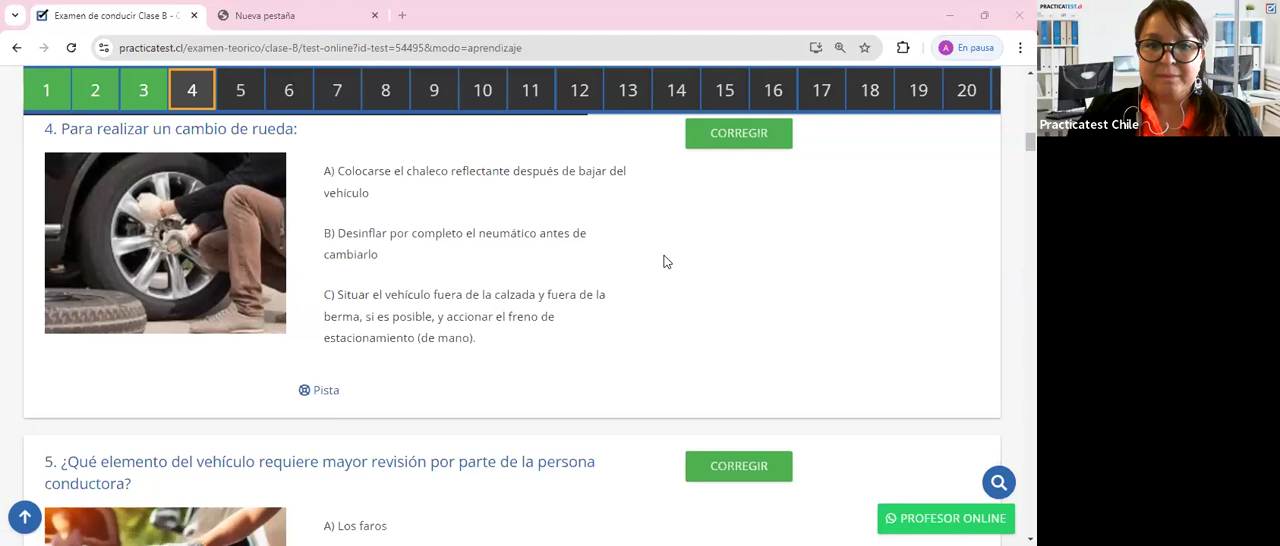 Examen de conducir Clase B - C
Nueva pestaña
practicatest.cl/examen-teorico/clase-B/test-online?id-test=54495&modo=aprendizaje
A
En pausa
PRACTICATEST.CL
Practicatest Chile
1 2 3 4 5 6 7 8 9 10 11 12 13 14 15 16 17 18 19 20
4. Para realizar un cambio de rueda:
CORREGIR
A) Colocarse el chaleco reflectante después de bajar del
vehículo
B) Desinflar por completo el neumático antes de
cambiarlo
C) Situar el vehículo fuera de la calzada y fuera de la
berma, si es posible, y accionar el freno de
estacionamiento (de mano).
Pista
5. ¿Qué elemento del vehículo requiere mayor revisión por parte de la persona
conductora?
CORREGIR
A) Los faros
PROFESOR ONLINE